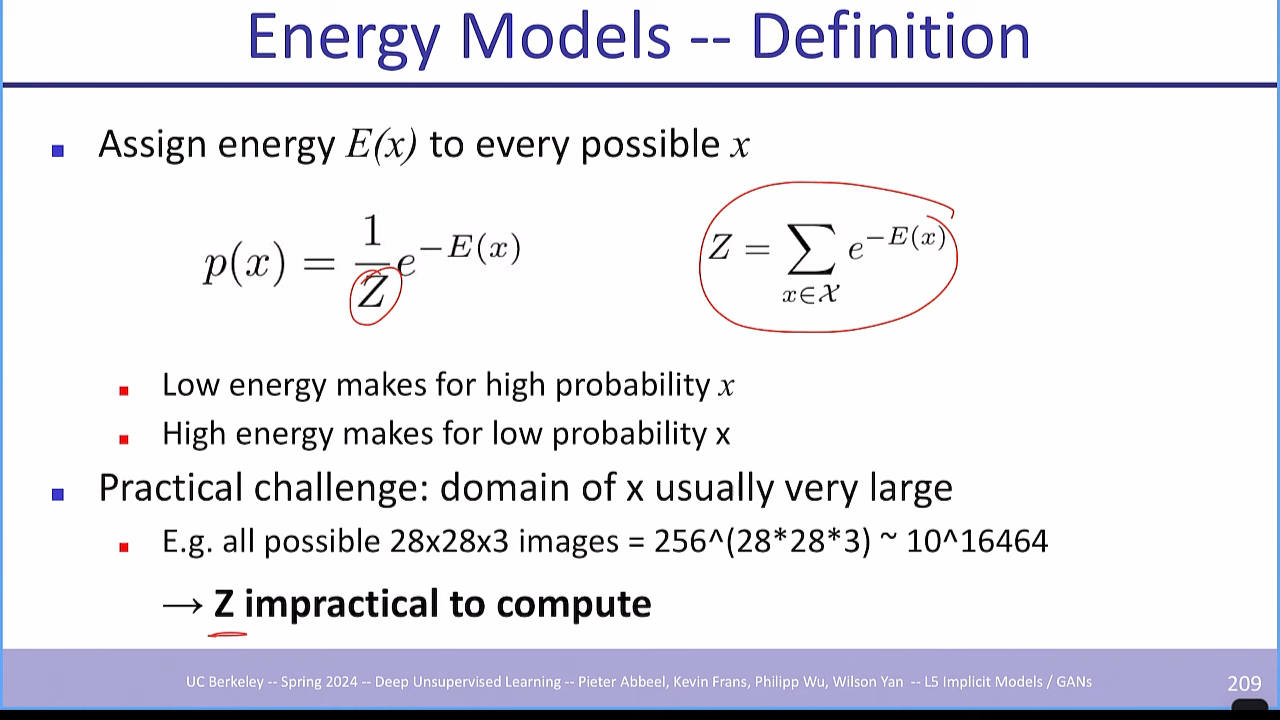 Energy Models -- Definition
Assign energy E(x) to every possible x
p(x) = 1/Z e^{-E(x)}
Z = ∑_{x∈𝒳} e^{-E(x)}
Low energy makes for high probability x
High energy makes for low probability x
Practical challenge: domain of x usually very large
E.g. all possible 28x28x3 images = 256^(28*28*3) ~ 10^16464
→ Z impractical to compute
UC Berkeley -- Spring 2024 -- Deep Unsupervised Learning -- Pieter Abbeel, Kevin Frans, Philipp Wu, Wilson Yan -- L5 Implicit Models / GANs
209